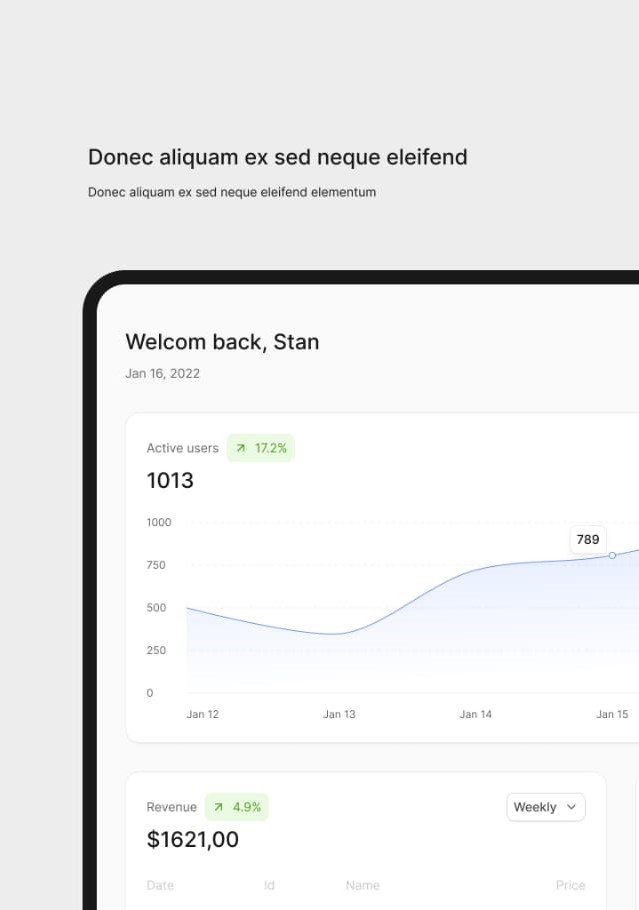 Donec aliquam ex sed neque eleifend
Donec aliquam ex sed neque eleifend elementum
Welcom back, Stan
Jan 16, 2022
Active users 17.2%
1013
1000
789
750
500
250
0
Jan 12 Jan 13 Jan 14 Jan 15
Revenue 4.9% Weekly
$1621,00
Date Id Name Price